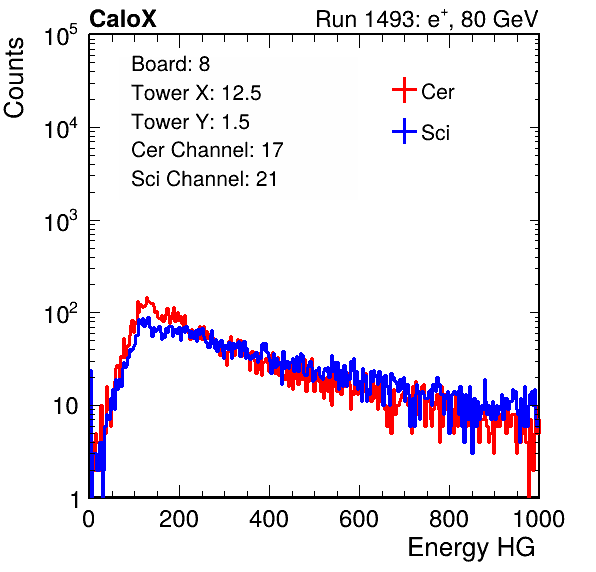 CaloX Run 1493: e⁺, 80 GeV
Counts
10⁵
10⁴
10³
10²
10
1
Board: 8
Tower X: 12.5
Tower Y: 1.5
Cer Channel: 17
Sci Channel: 21
Cer
Sci
0 200 400 600 800 1000
Energy HG